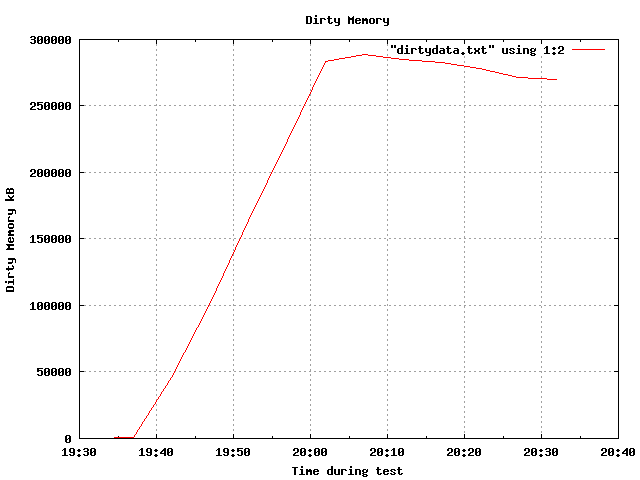 Dirty Memory
"dirtydata.txt" using 1:2
300000
250000
200000
150000
100000
50000
0
Dirty Memory kB
19:30 19:40 19:50 20:00 20:10 20:20 20:30 20:40
Time during test